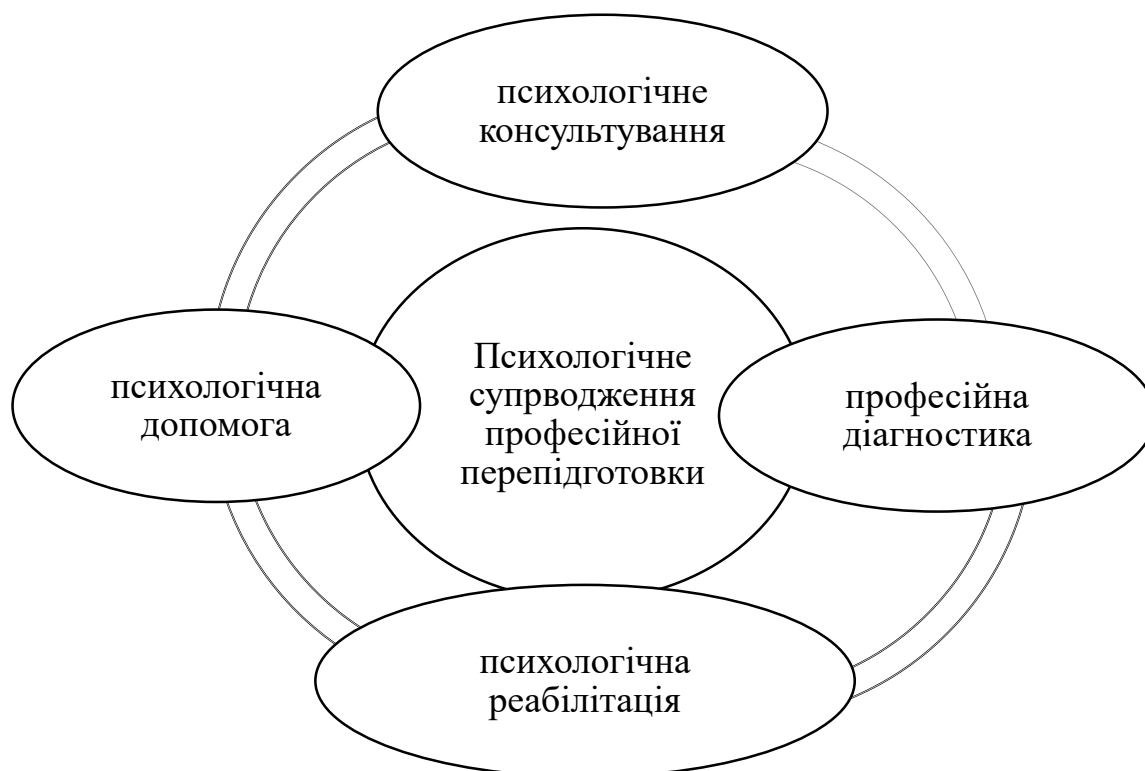 психологічне
консультування
психологічна
допомога
Психологічне
супрводження
професійної
перепідготовки
професійна
діагностика
психологічна
реабілітація